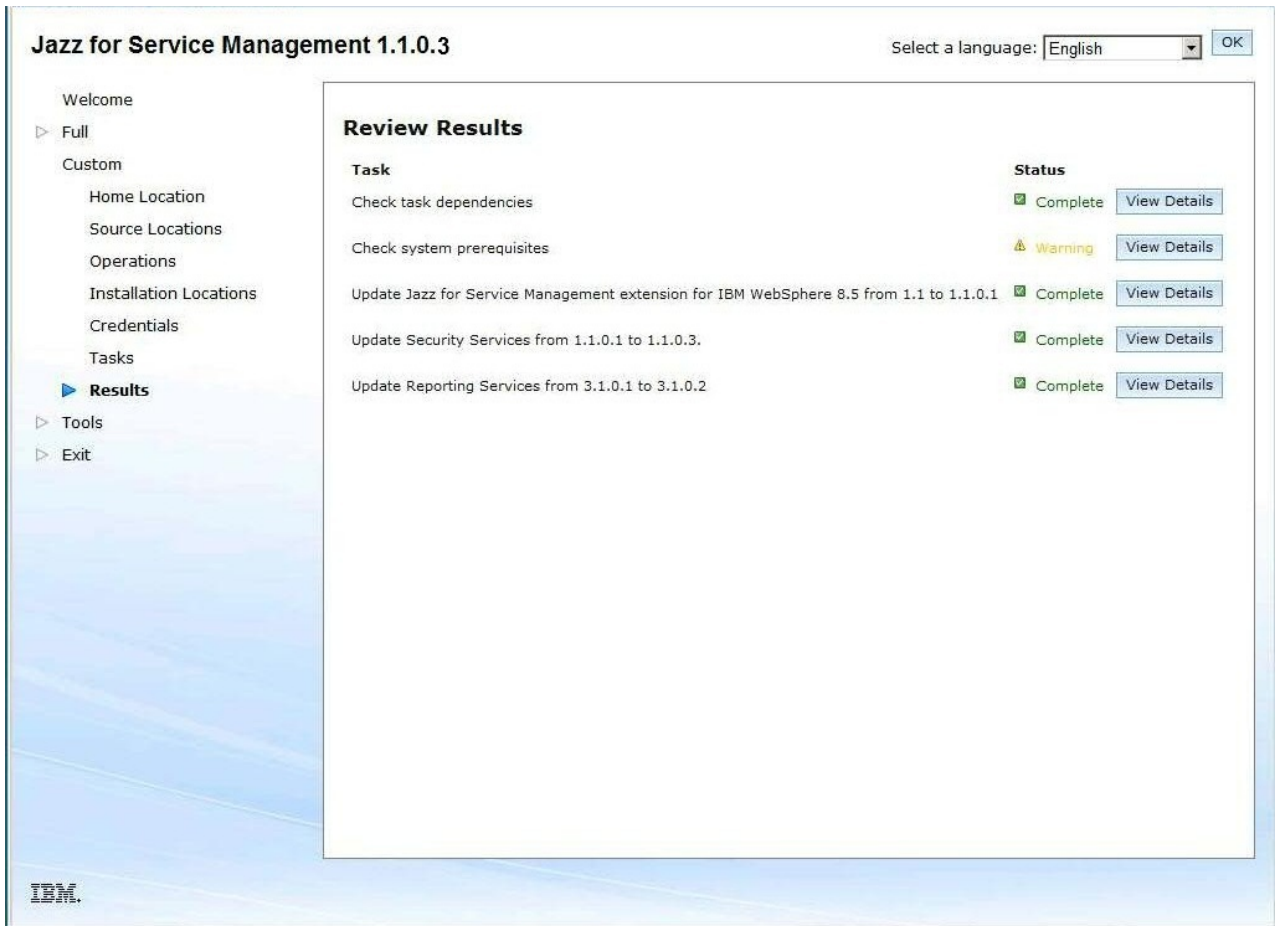 Jazz for Service Management 1.1.0.3
Select a language: English OK
Welcome
Full
Custom
Home Location
Source Locations
Operations
Installation Locations
Credentials
Tasks
Results
Tools
Exit
Review Results
Task Status
Check task dependencies Complete View Details
Check system prerequisites Warning View Details
Update Jazz for Service Management extension for IBM WebSphere 8.5 from 1.1 to 1.1.0.1 Complete View Details
Update Security Services from 1.1.0.1 to 1.1.0.3. Complete View Details
Update Reporting Services from 3.1.0.1 to 3.1.0.2 Complete View Details
IBM.